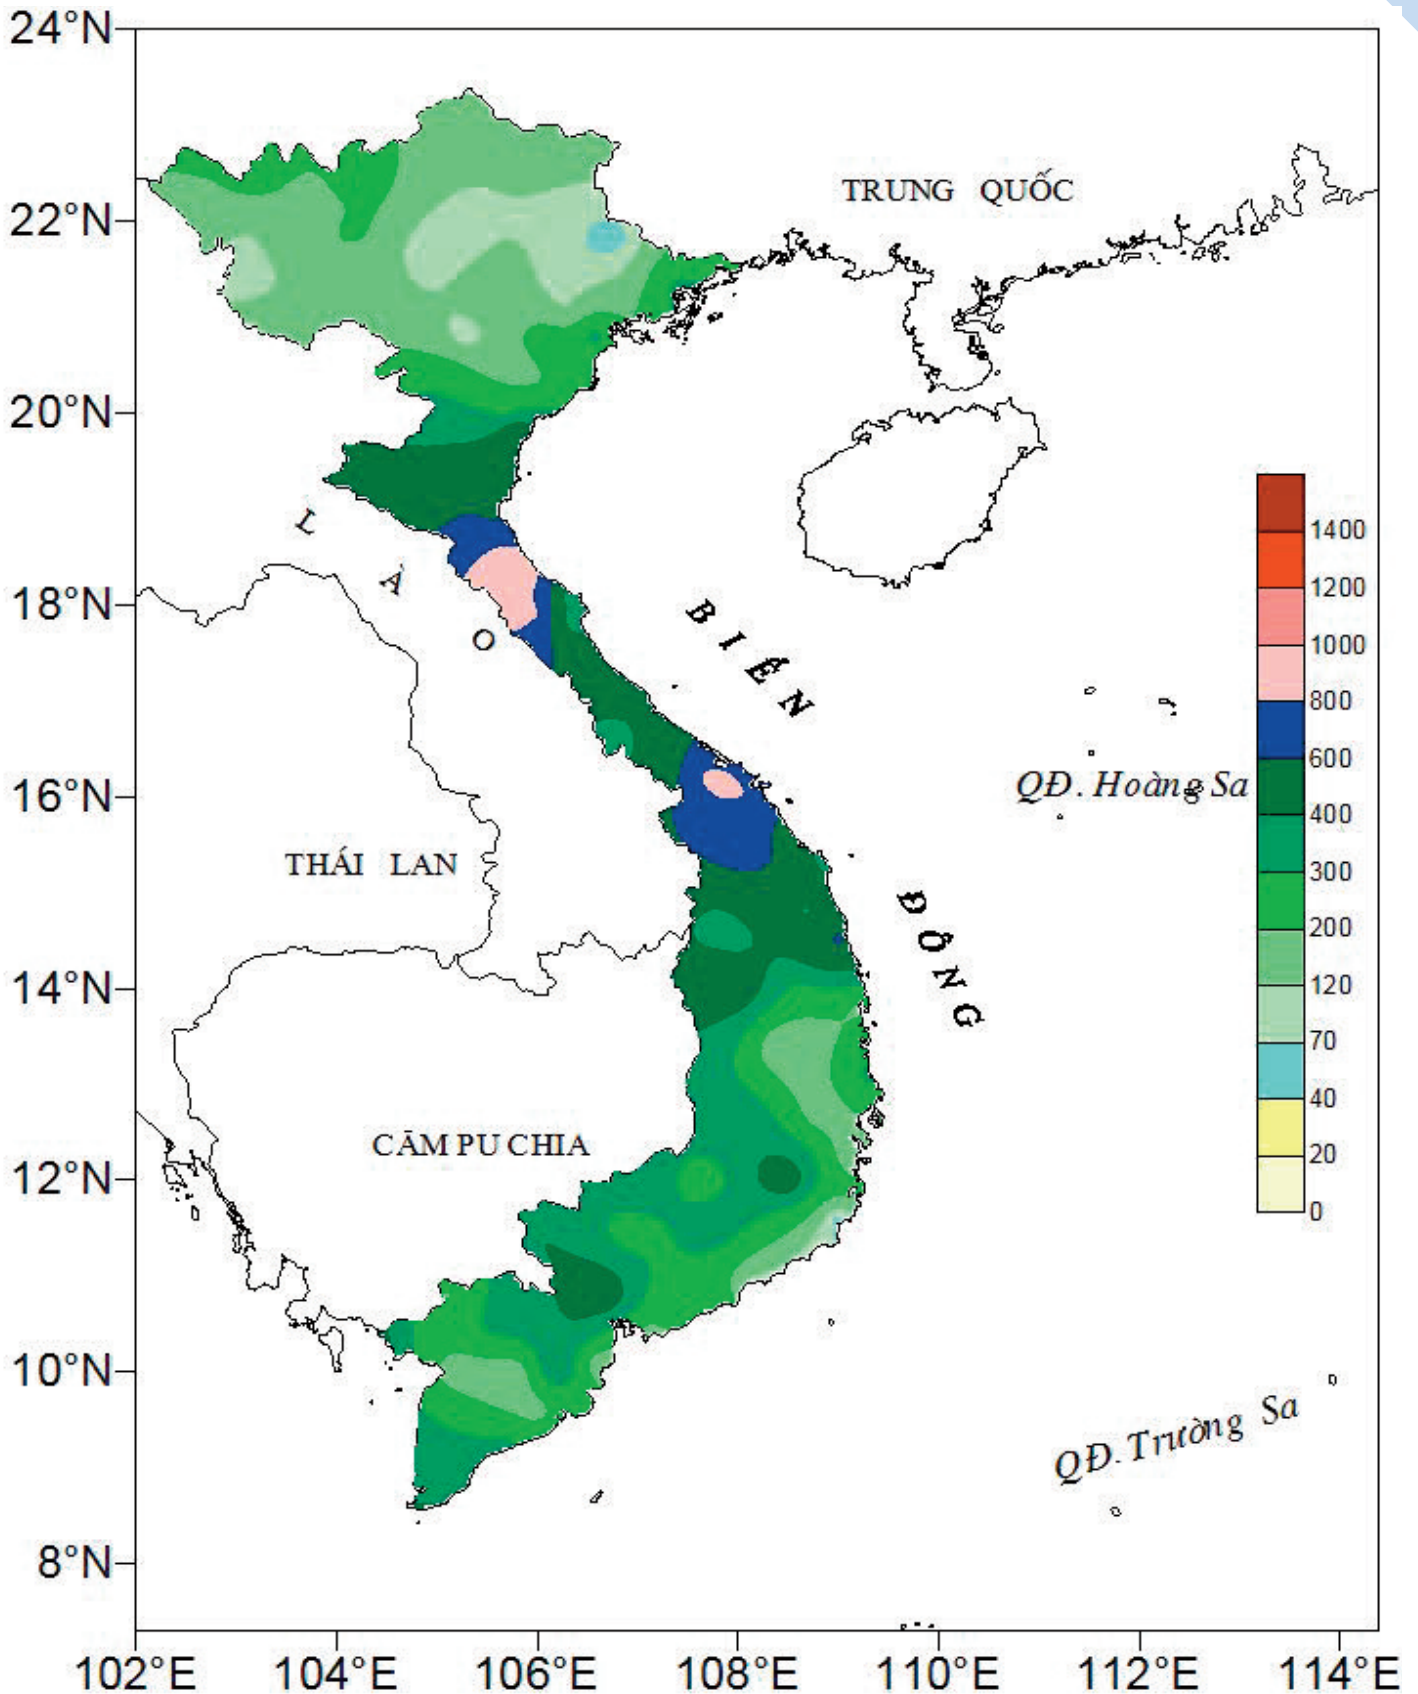 24°N
22°N
20°N
18°N
16°N
14°N
12°N
10°N
8°N
102°E 104°E 106°E 108°E 110°E 112°E 114°E
TRUNG QUỐC
LÀO
BIỂN
ĐÔNG
QĐ. Hoàng Sa
THÁI LAN
CĂM PU CHIA
QĐ. Trường Sa
1400
1200
1000
800
600
400
300
200
120
70
40
20
0